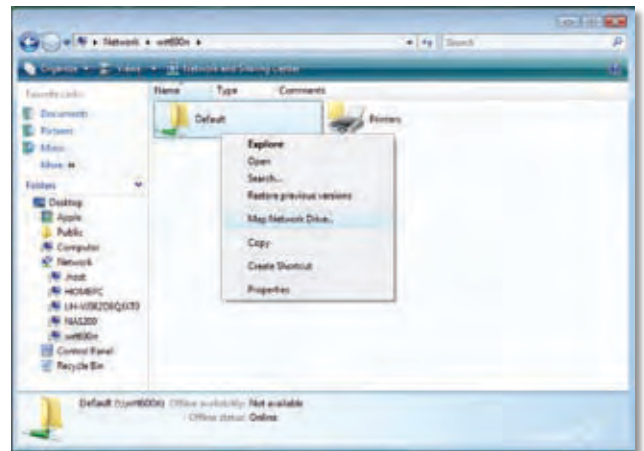 Network
Search
Organize Views Network and Sharing Center
Favorite Links
Documents
Pictures
Music
More
Folders
Desktop
Apple
Public
Computer
Network
HOMEPC
NAS200
Control Panel
Recycle Bin
Name Type Comments
Default Printers
Explore
Open
Search...
Restore previous versions
Map Network Drive...
Copy
Create Shortcut
Properties
Default Offline availability: Not available
Offline status: Online